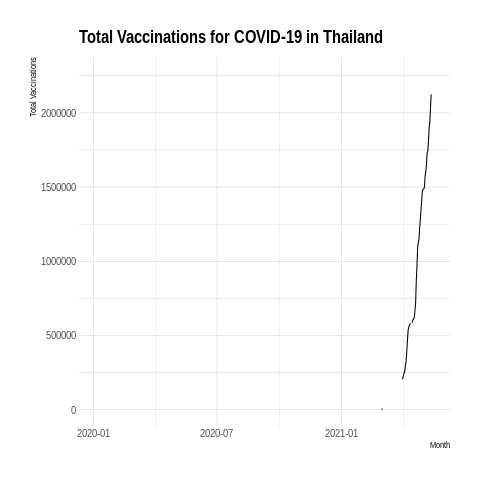 Total Vaccinations for COVID-19 in Thailand
Total Vaccinations
2000000
1500000
1000000
500000
0
2020-01 2020-07 2021-01
Month